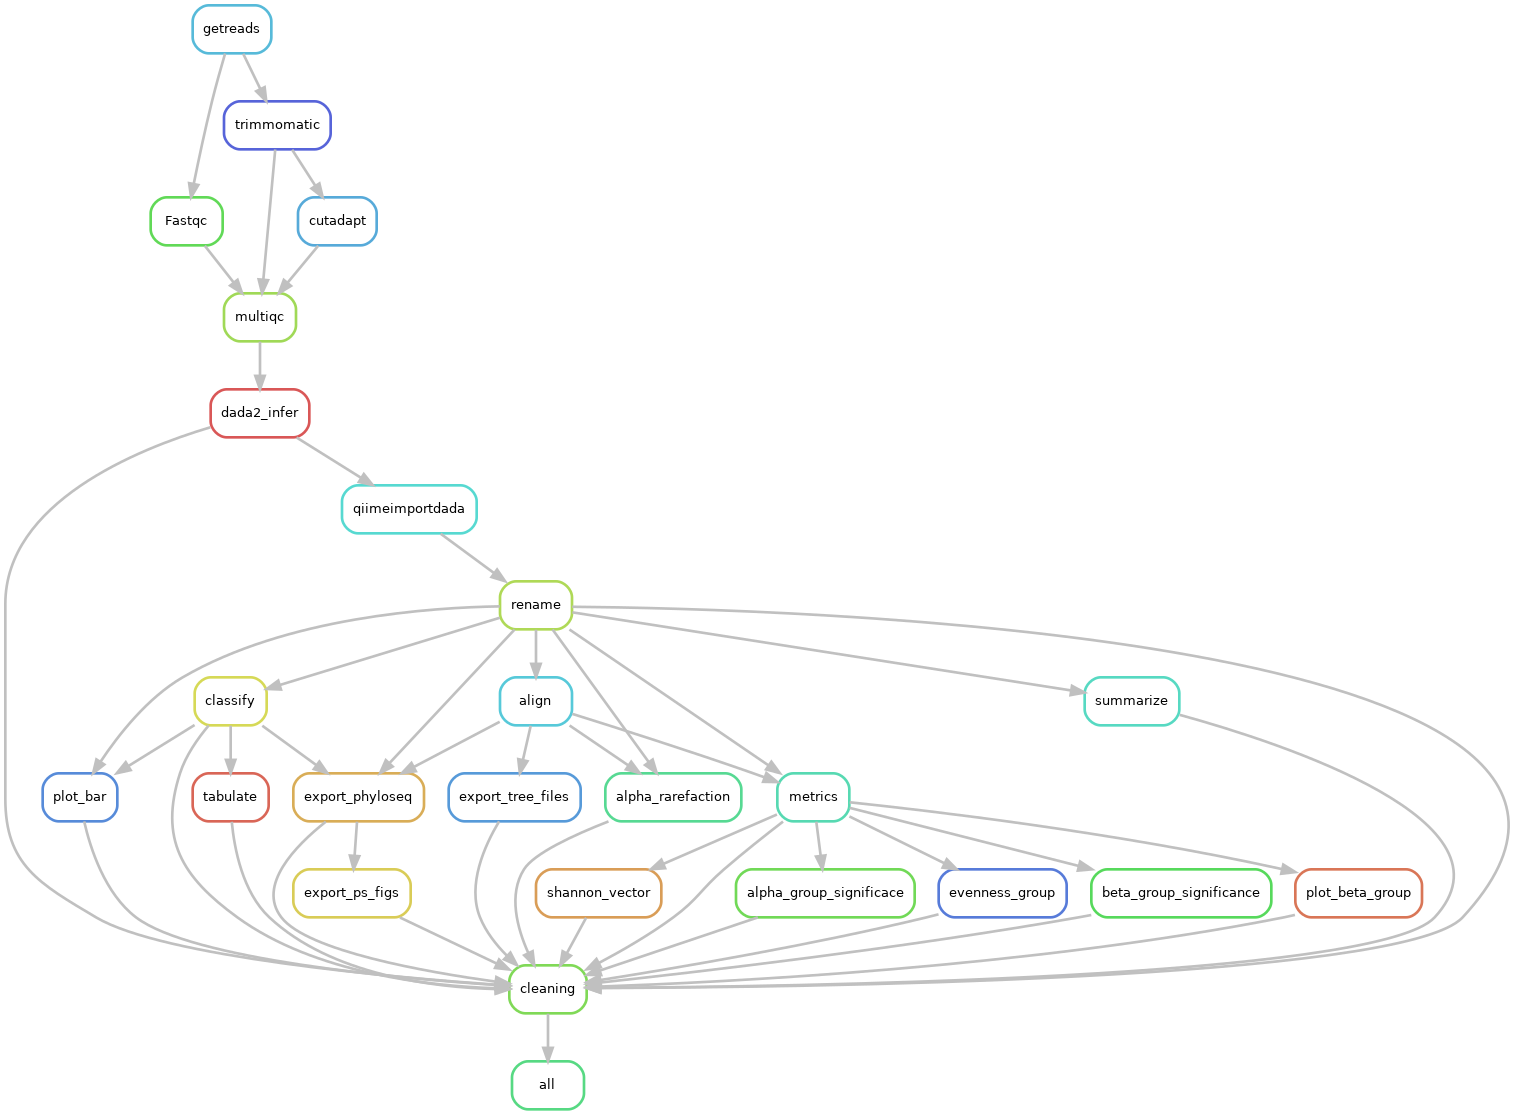 getreads
trimmomatic
Fastqc
cutadapt
multiqc
dada2_infer
qiimeimportdada
rename
classify
align
summarize
plot_bar
tabulate
export_phyloseq
export_tree_files
alpha_rarefaction
metrics
export_ps_figs
shannon_vector
alpha_group_significace
evenness_group
beta_group_significance
plot_beta_group
cleaning
all